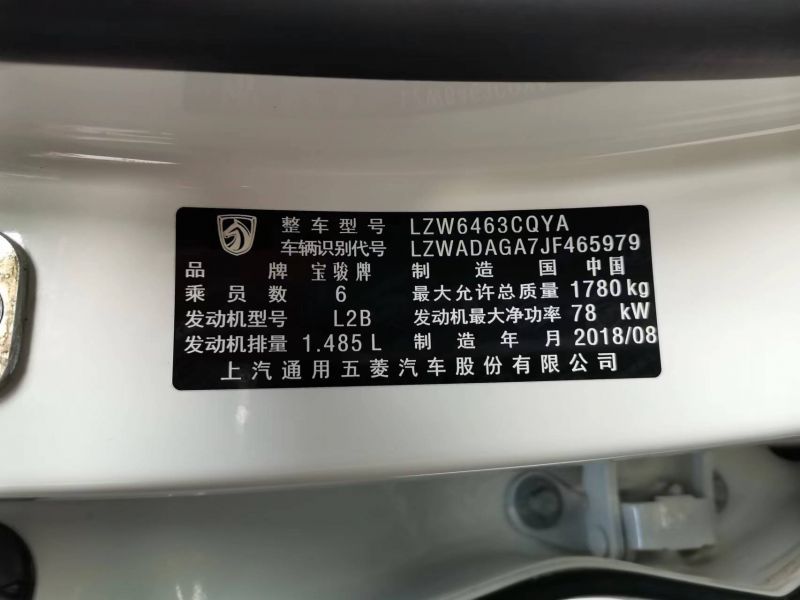 整车型号 LZW6463CQYA
车辆识别代号 LZWADAGA7JF465979
品牌 宝骏牌 制造国 中国
乘员数 6 最大允许总质量 1780kg
发动机型号 L2B 发动机最大净功率 78 kW
发动机排量 1.485 L 制造年月 2018/08
上汽通用五菱汽车股份有限公司